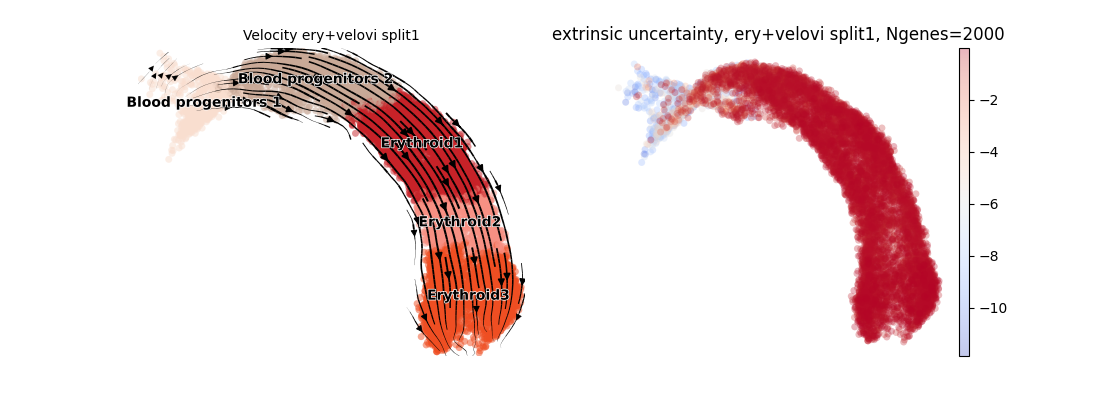 Velocity ery+velovi split1
Blood progenitors 2
Blood progenitors 1
Erythroid1
Erythroid2
Erythroid3
extrinsic uncertainty, ery+velovi split1, Ngenes=2000
−2
−4
−6
−8
−10